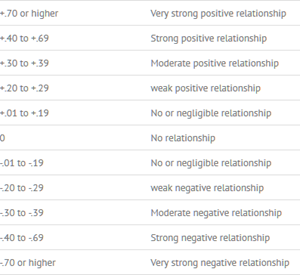 +.70 or higher Very strong positive relationship
+.40 to +.69 Strong positive relationship
+.30 to +.39 Moderate positive relationship
+.20 to +.29 weak positive relationship
+.01 to +.19 No or negligible relationship
0 No relationship
-.01 to -.19 No or negligible relationship
-.20 to -.29 weak negative relationship
-.30 to -.39 Moderate negative relationship
-.40 to -.69 Strong negative relationship
-.70 or higher Very strong negative relationship